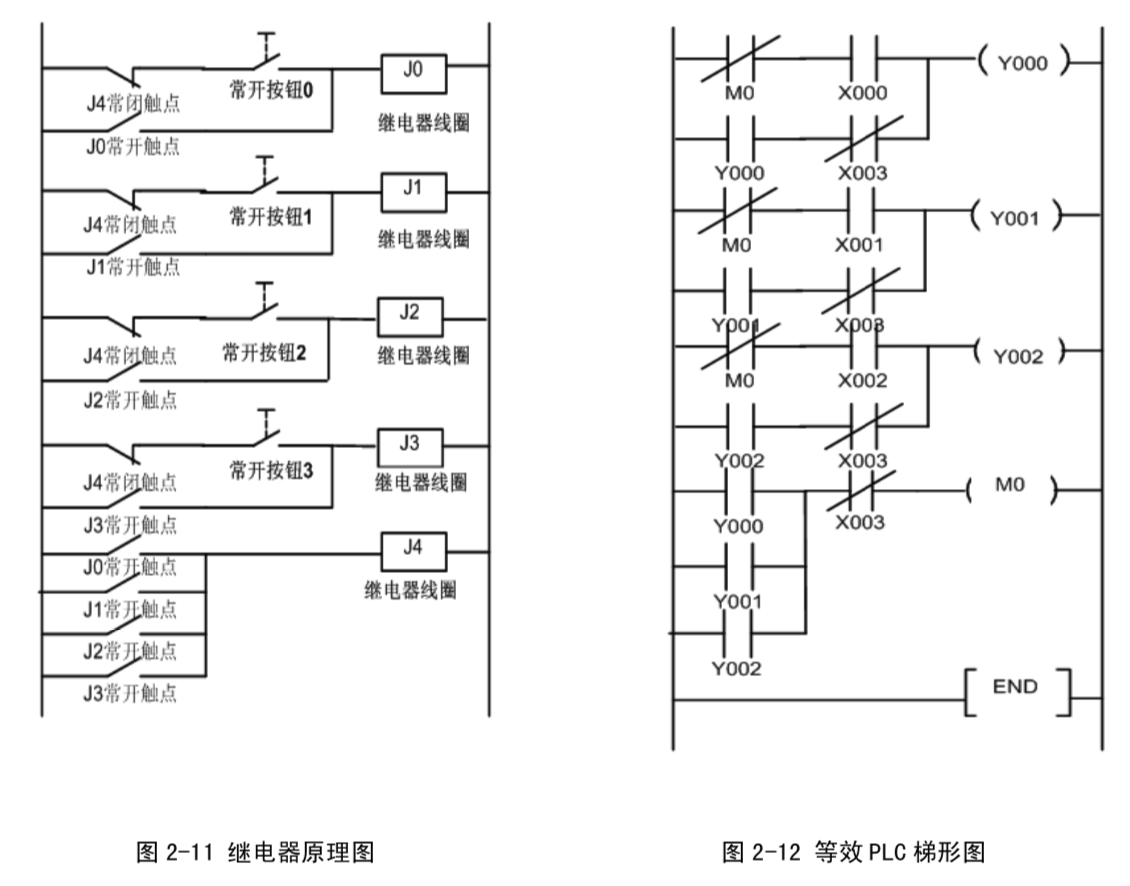 J0
J4常闭触点
常开按钮0
继电器线圈
J0常开触点
J1
J4常闭触点
常开按钮1
继电器线圈
J1常开触点
J2
J4常闭触点
常开按钮2
继电器线圈
J2常开触点
J3
J4常闭触点
常开按钮3
继电器线圈
J3常开触点
J4
J0常开触点
继电器线圈
J1常开触点
J2常开触点
J3常开触点
图 2-11 继电器原理图
Y000
M0
X000
Y000
X003
Y001
M0
X001
Y001
X003
Y002
M0
X002
Y002
X003
M0
Y000
X003
Y001
Y002
END
图 2-12 等效 PLC 梯形图